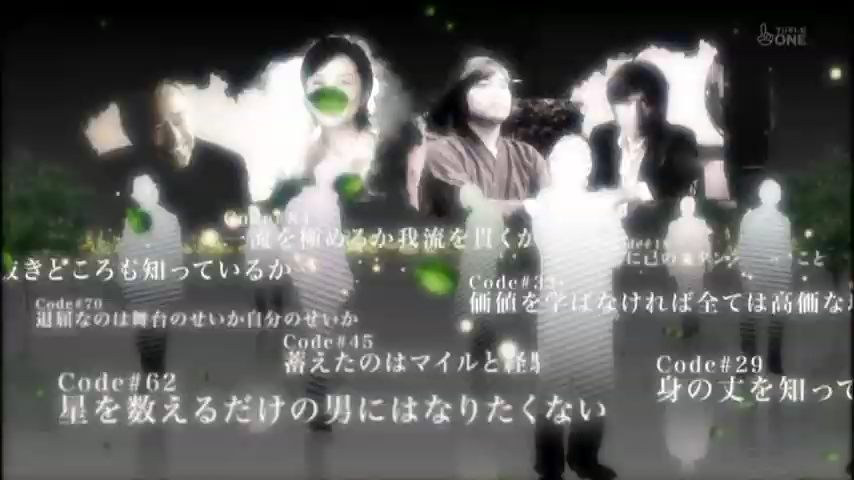 TwellV
ONE
一流を極めるか我流を貫くか
抜きどころも知っているか
に己の
こと
Code#33
価値を学ばなければ全ては高価な
Code#70
退屈なのは舞台のせいか自分のせいか
Code#45
蓄えたのはマイルと経験
Code#29
身の丈を知って
Code#62
星を数えるだけの男にはなりたくない